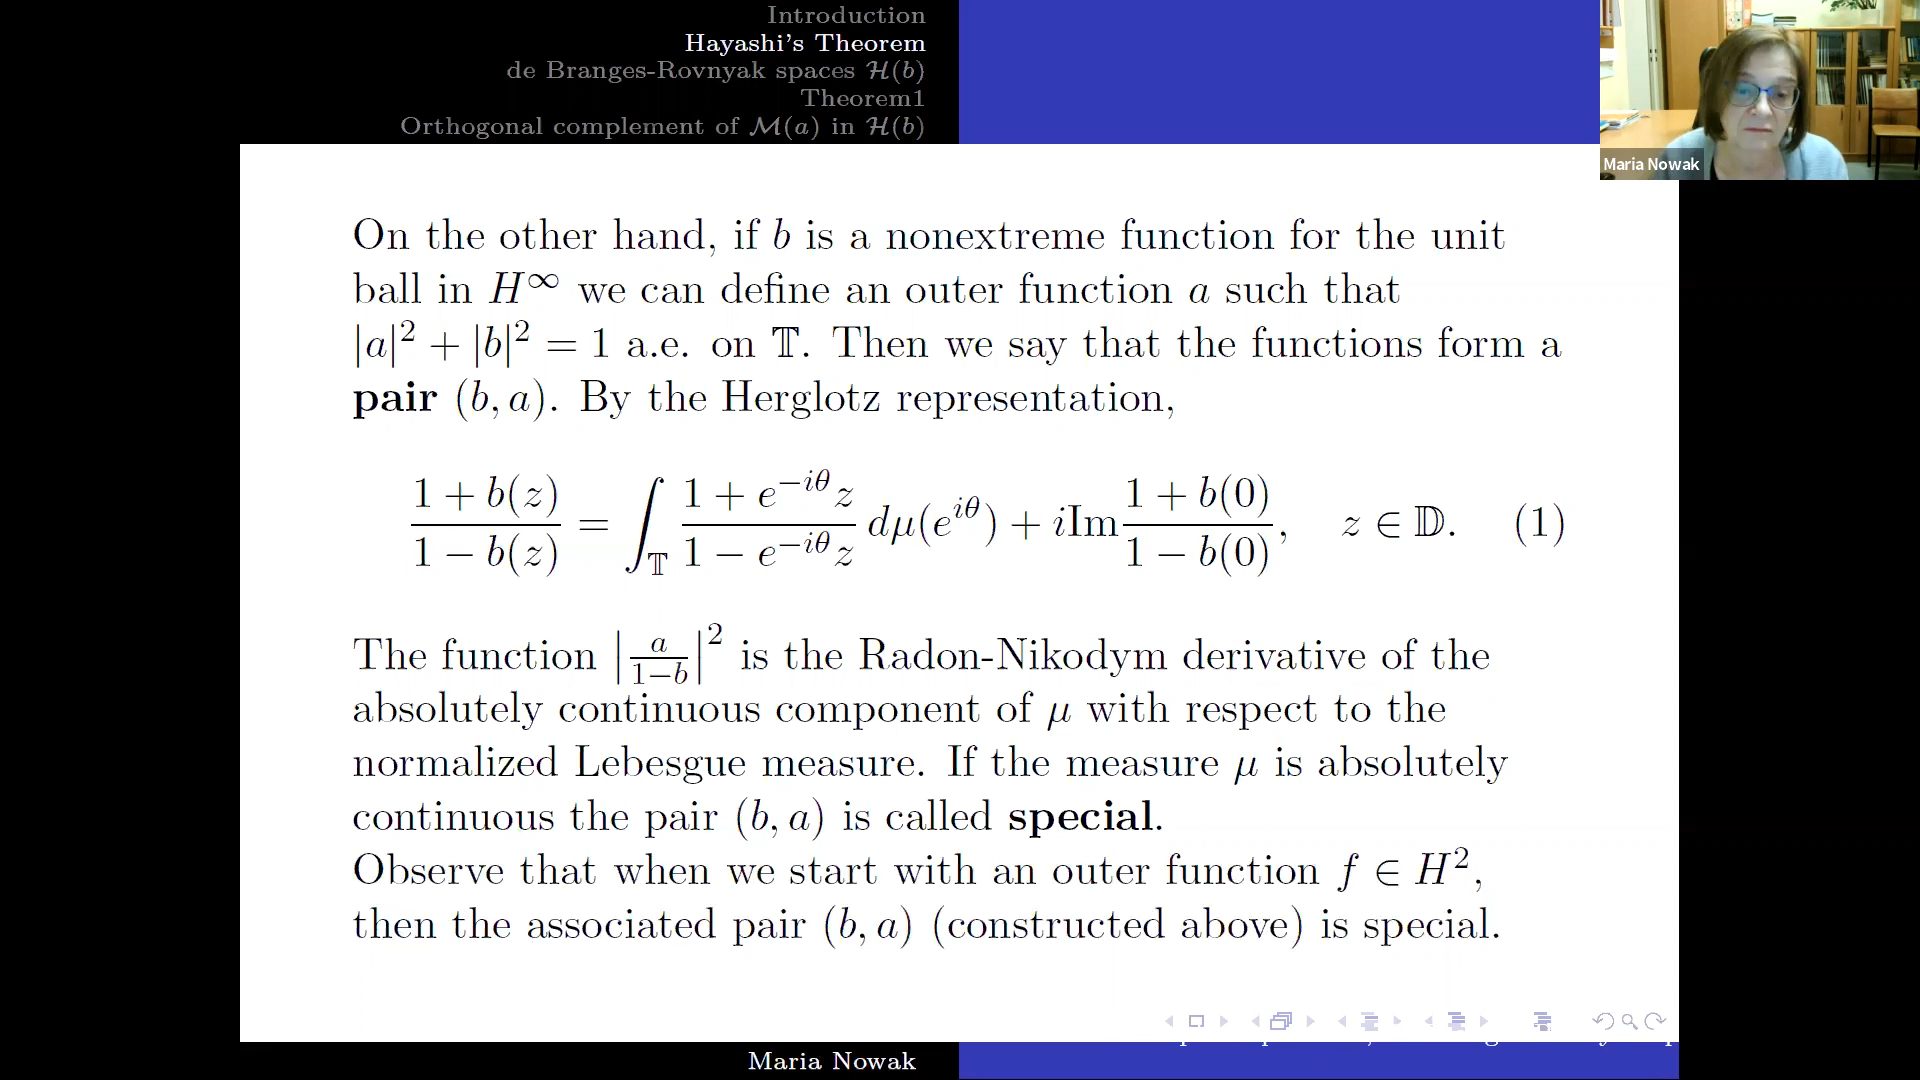 Introduction
Hayashi's Theorem
de Branges-Rovnyak spaces ℋ(b)
Theorem1
Orthogonal complement of ℳ(a) in ℋ(b)
Maria Nowak
On the other hand, if b is a nonextreme function for the unit
ball in H^∞ we can define an outer function a such that
|a|² + |b|² = 1 a.e. on 𝕋. Then we say that the functions form a
pair (b, a). By the Herglotz representation,
\frac{1 + b(z)}{1 − b(z)} = ∫_𝕋 \frac{1 + e^{−iθ}z}{1 − e^{−iθ}z} dμ(e^{iθ}) + iIm\frac{1 + b(0)}{1 − b(0)}, z ∈ 𝔻. (1)
The function |\frac{a}{1−b}|² is the Radon-Nikodym derivative of the
absolutely continuous component of μ with respect to the
normalized Lebesgue measure. If the measure μ is absolutely
continuous the pair (b, a) is called special.
Observe that when we start with an outer function f ∈ H²,
then the associated pair (b, a) (constructed above) is special.
Maria Nowak